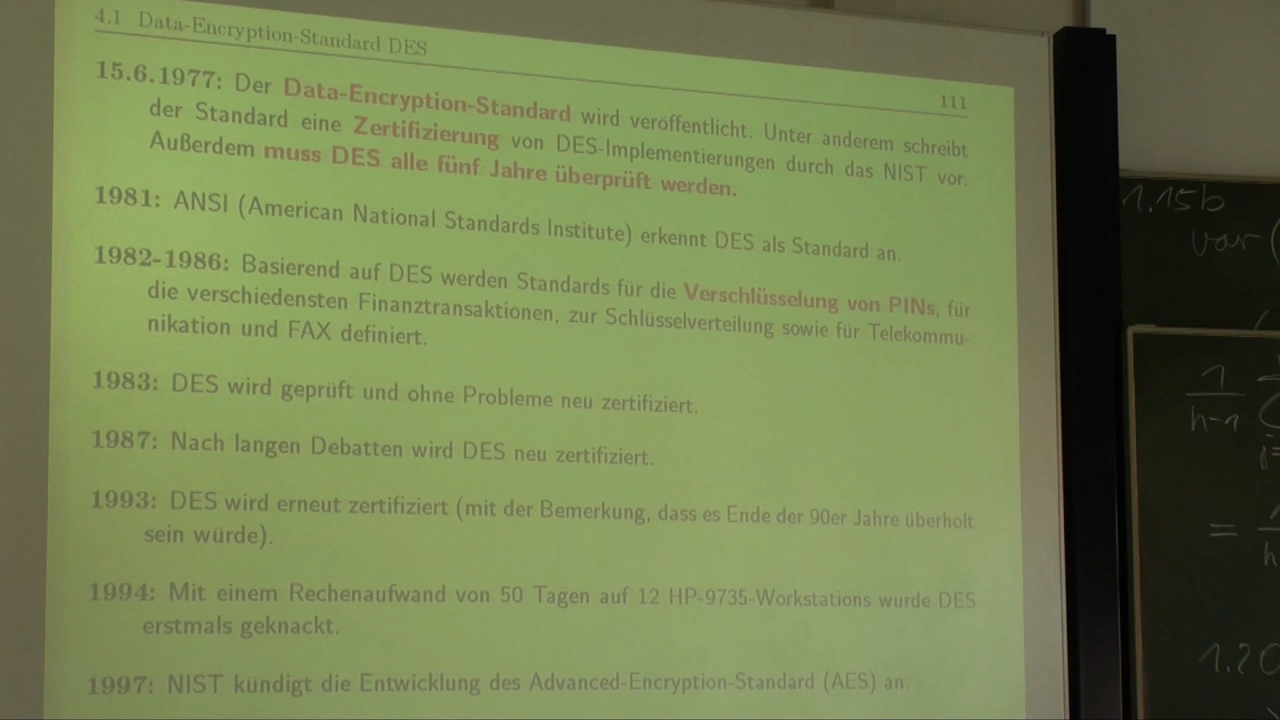 4.1 Data-Encryption-Standard DES
111
15.6.1977: Der Data-Encryption-Standard wird veröffentlicht. Unter anderem schreibt
der Standard eine Zertifizierung von DES-Implementierungen durch das NIST vor.
Außerdem muss DES alle fünf Jahre überprüft werden.
1981: ANSI (American National Standards Institute) erkennt DES als Standard an.
1982-1986: Basierend auf DES werden Standards für die Verschlüsselung von PINs, für
die verschiedensten Finanztransaktionen, zur Schlüsselverteilung sowie für Telekommu-
nikation und FAX definiert.
1983: DES wird geprüft und ohne Probleme neu zertifiziert.
1987: Nach langen Debatten wird DES neu zertifiziert.
1993: DES wird erneut zertifiziert (mit der Bemerkung, dass es Ende der 90er Jahre überholt
sein würde).
1994: Mit einem Rechenaufwand von 50 Tagen auf 12 HP-9735-Workstations wurde DES
erstmals geknackt.
1997: NIST kündigt die Entwicklung des Advanced-Encryption-Standard (AES) an.
1.15b
var (
1
n-1
=